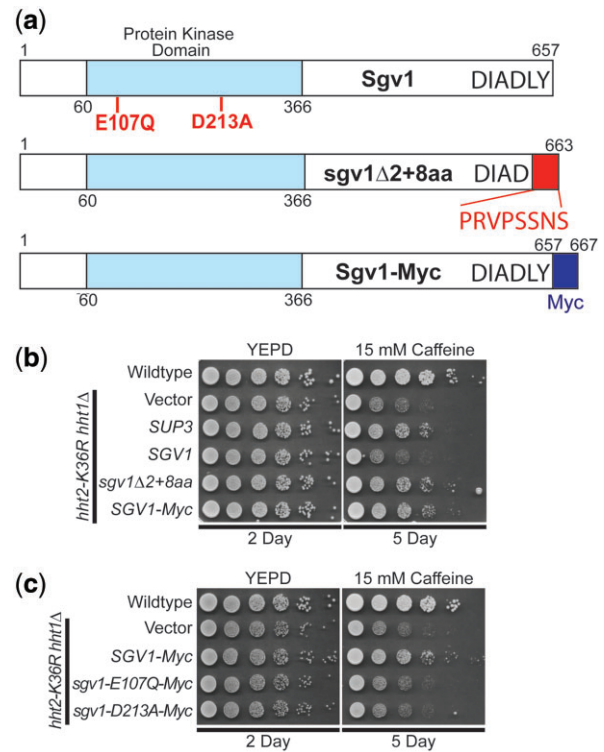 (a)
Protein Kinase
Domain
1
657
Sgv1
DIADLY
60
366
E107Q
D213A
1
663
sgv1Δ2+8aa
DIAD
60
366
PRVPSSNS
1
657 667
Sgv1-Myc
DIADLY
60
366
Myc
(b)
YEPD
15 mM Caffeine
Wildtype
hht2-K36R hht1Δ
Vector
SUP3
SGV1
sgv1Δ2+8aa
SGV1-Myc
2 Day
5 Day
(c)
YEPD
15 mM Caffeine
Wildtype
hht2-K36R hht1Δ
Vector
SGV1-Myc
sgv1-E107Q-Myc
sgv1-D213A-Myc
2 Day
5 Day